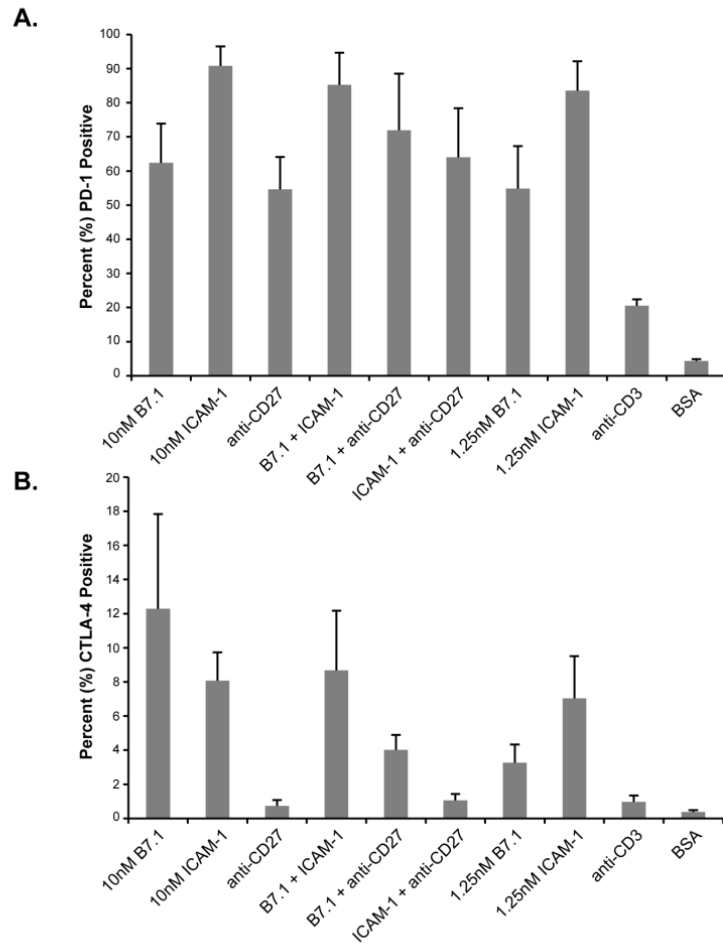 A.
Percent (%) PD-1 Positive
100
90
80
70
60
50
40
30
20
10
0
10nM B7.1
10nM ICAM-1
anti-CD27
B7.1 + ICAM-1
B7.1 + anti-CD27
ICAM-1 + anti-CD27
1.25nM B7.1
1.25nM ICAM-1
anti-CD3
BSA
B.
Percent (%) CTLA-4 Positive
20
18
16
14
12
10
8
6
4
2
0
10nM B7.1
10nM ICAM-1
anti-CD27
B7.1 + ICAM-1
B7.1 + anti-CD27
ICAM-1 + anti-CD27
1.25nM B7.1
1.25nM ICAM-1
anti-CD3
BSA